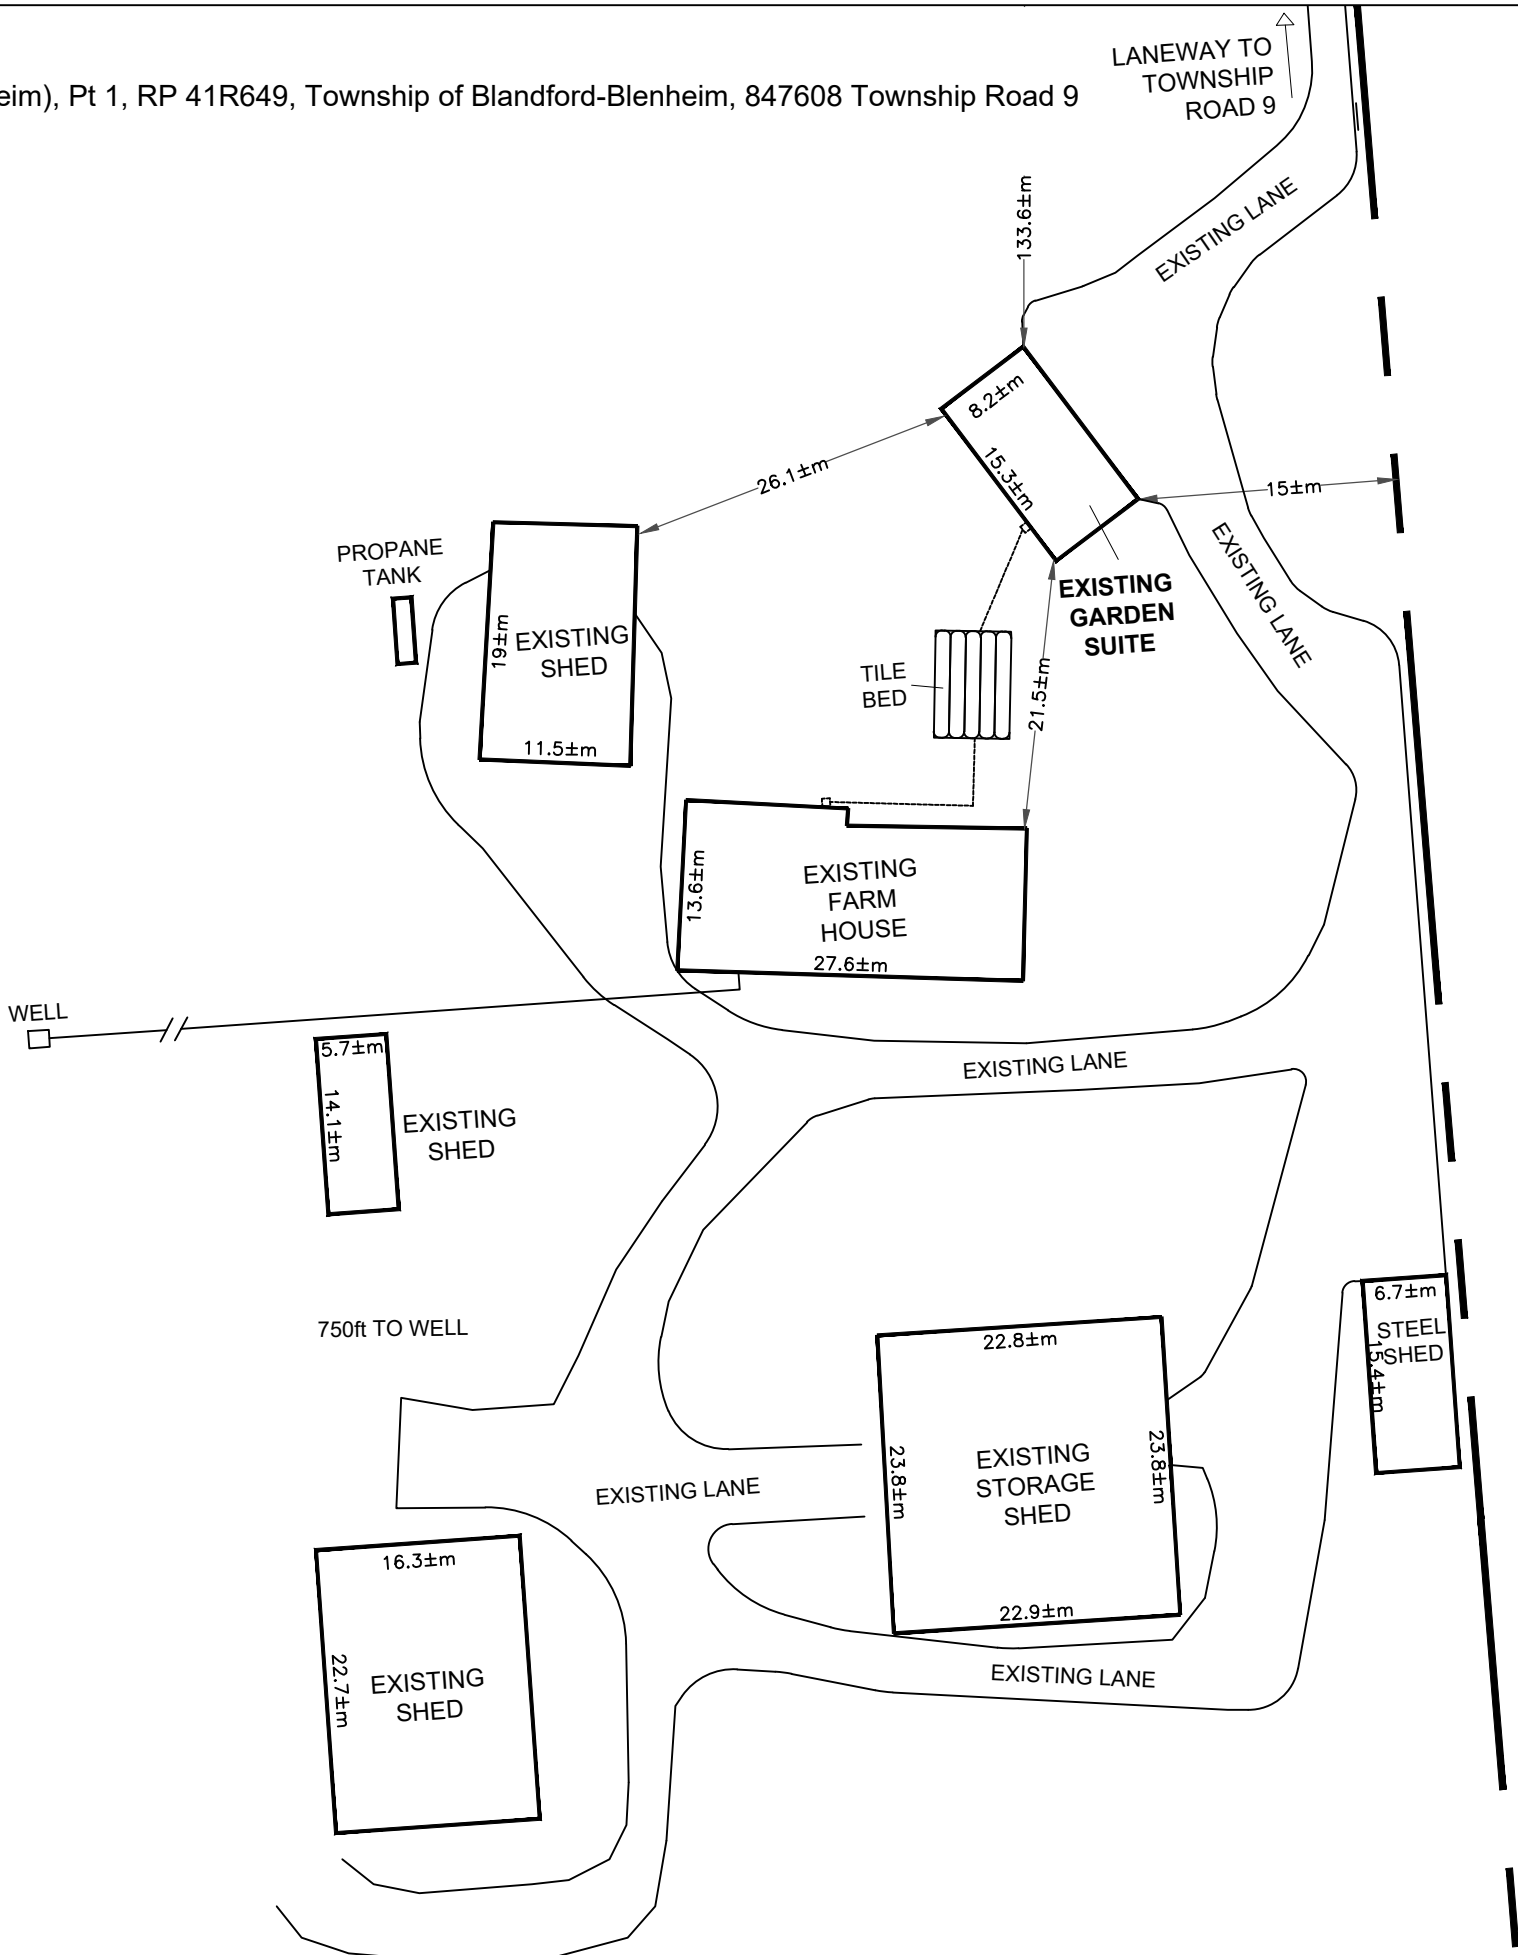 LANEWAY TO
TOWNSHIP
ROAD 9
eim), Pt 1, RP 41R649, Township of Blandford-Blenheim, 847608 Township Road 9
133.6±m
EXISTING LANE
8.2±m
15.3±m
26.1±m
15±m
EXISTING LANE
PROPANE
TANK
EXISTING
GARDEN
SUITE
19±m
EXISTING
SHED
11.5±m
TILE
BED
21.5±m
13.6±m
EXISTING
FARM
HOUSE
27.6±m
WELL
5.7±m
14.1±m
EXISTING
SHED
EXISTING LANE
750ft TO WELL
6.7±m
STEEL
SHED
15.4±m
22.8±m
23.8±m
EXISTING
STORAGE
SHED
23.8±m
22.9±m
EXISTING LANE
16.3±m
22.7±m
EXISTING
SHED
EXISTING LANE